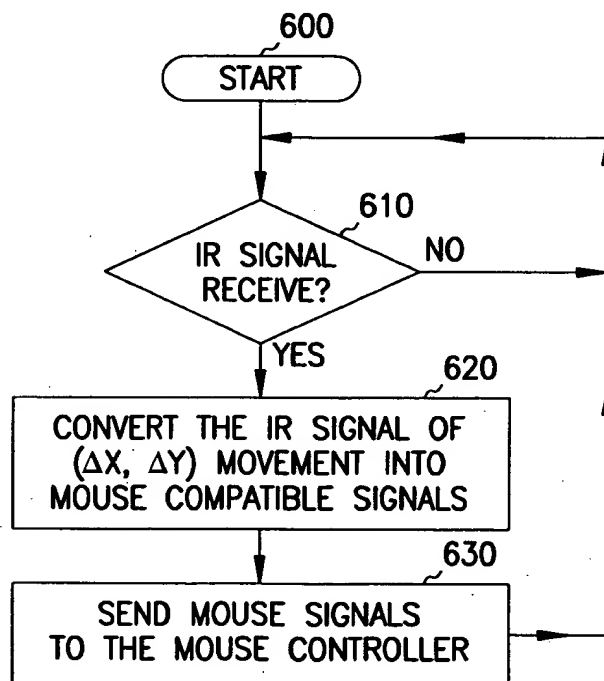 600
START
610
IR SIGNAL
RECEIVE?
NO
YES
620
CONVERT THE IR SIGNAL OF
(ΔX, ΔY) MOVEMENT INTO
MOUSE COMPATIBLE SIGNALS
630
SEND MOUSE SIGNALS
TO THE MOUSE CONTROLLER